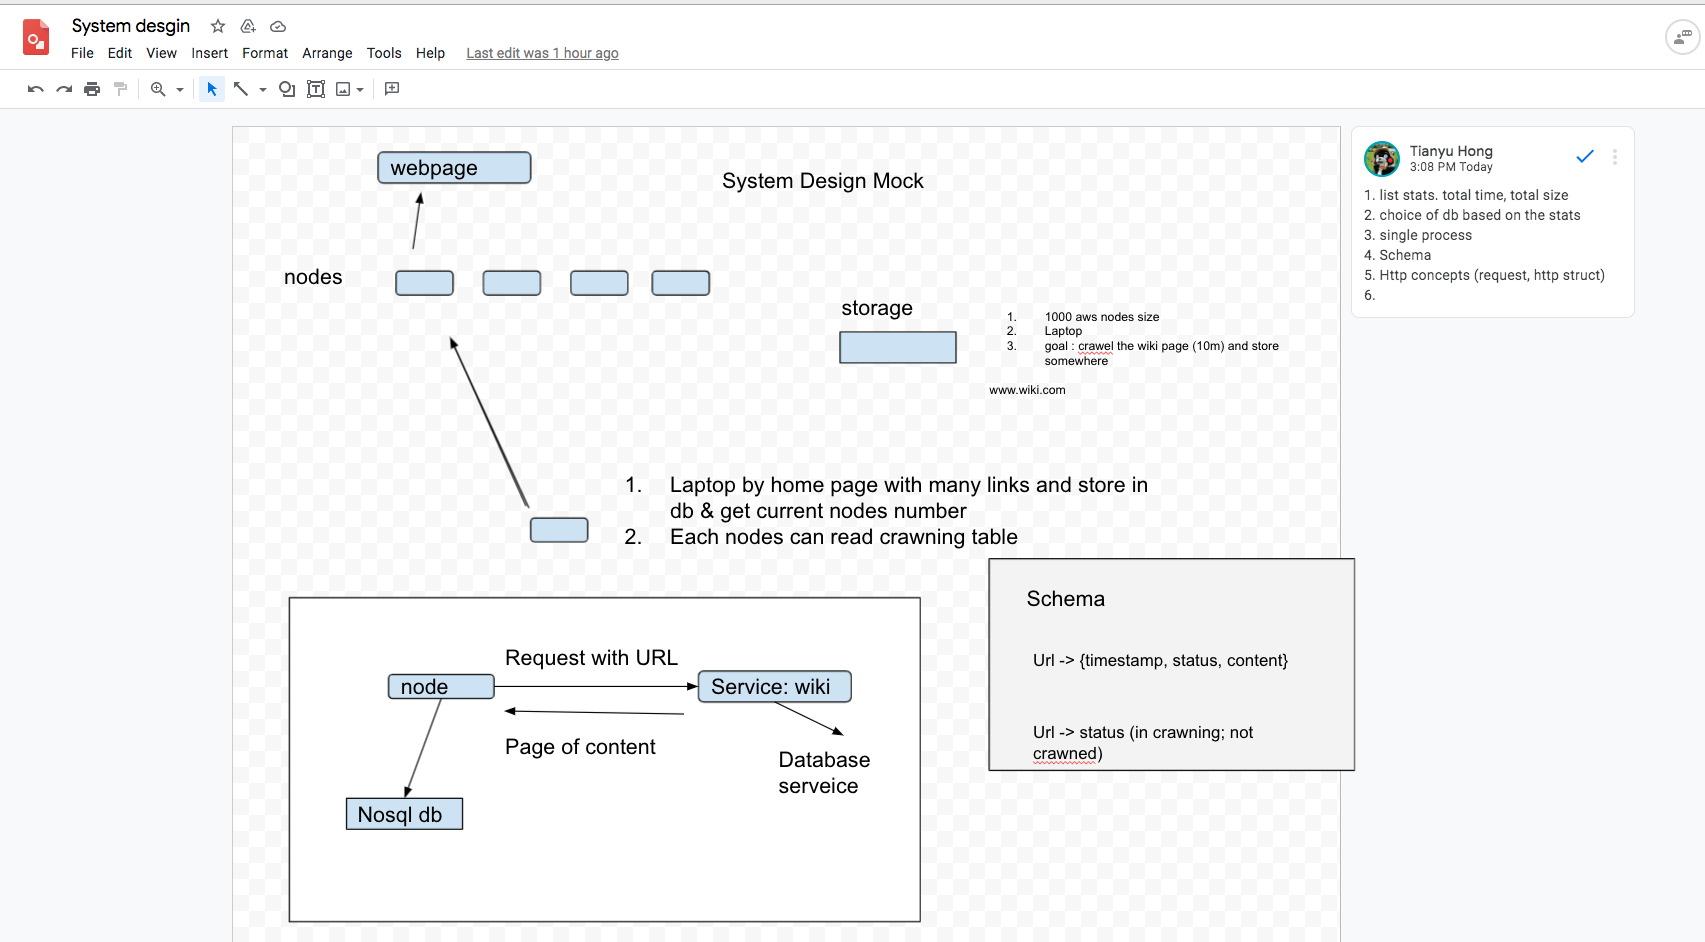 System desgin
File Edit View Insert Format Arrange Tools Help Last edit was 1 hour ago
webpage
System Design Mock
nodes
storage
1. 1000 aws nodes size
2. Laptop
3. goal : crawel the wiki page (10m) and store
somewhere
www.wiki.com
1. Laptop by home page with many links and store in
db & get current nodes number
2. Each nodes can read crawning table
Schema
Url -> {timestamp, status, content}
Url -> status (in crawning; not
crawned)
Request with URL
node
Service: wiki
Page of content
Database
serveice
Nosql db
Tianyu Hong
3:08 PM Today
1. list stats. total time, total size
2. choice of db based on the stats
3. single process
4. Schema
5. Http concepts (request, http struct)
6.